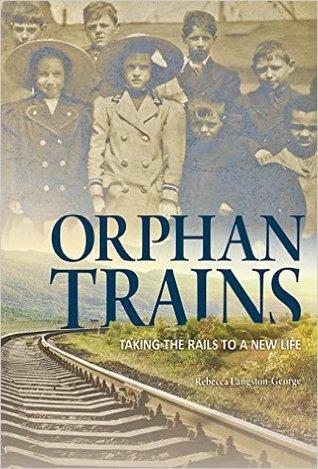 ORPHAN
TRAINS
TAKING THE RAILS TO A NEW LIFE
Rebecca Langston-George